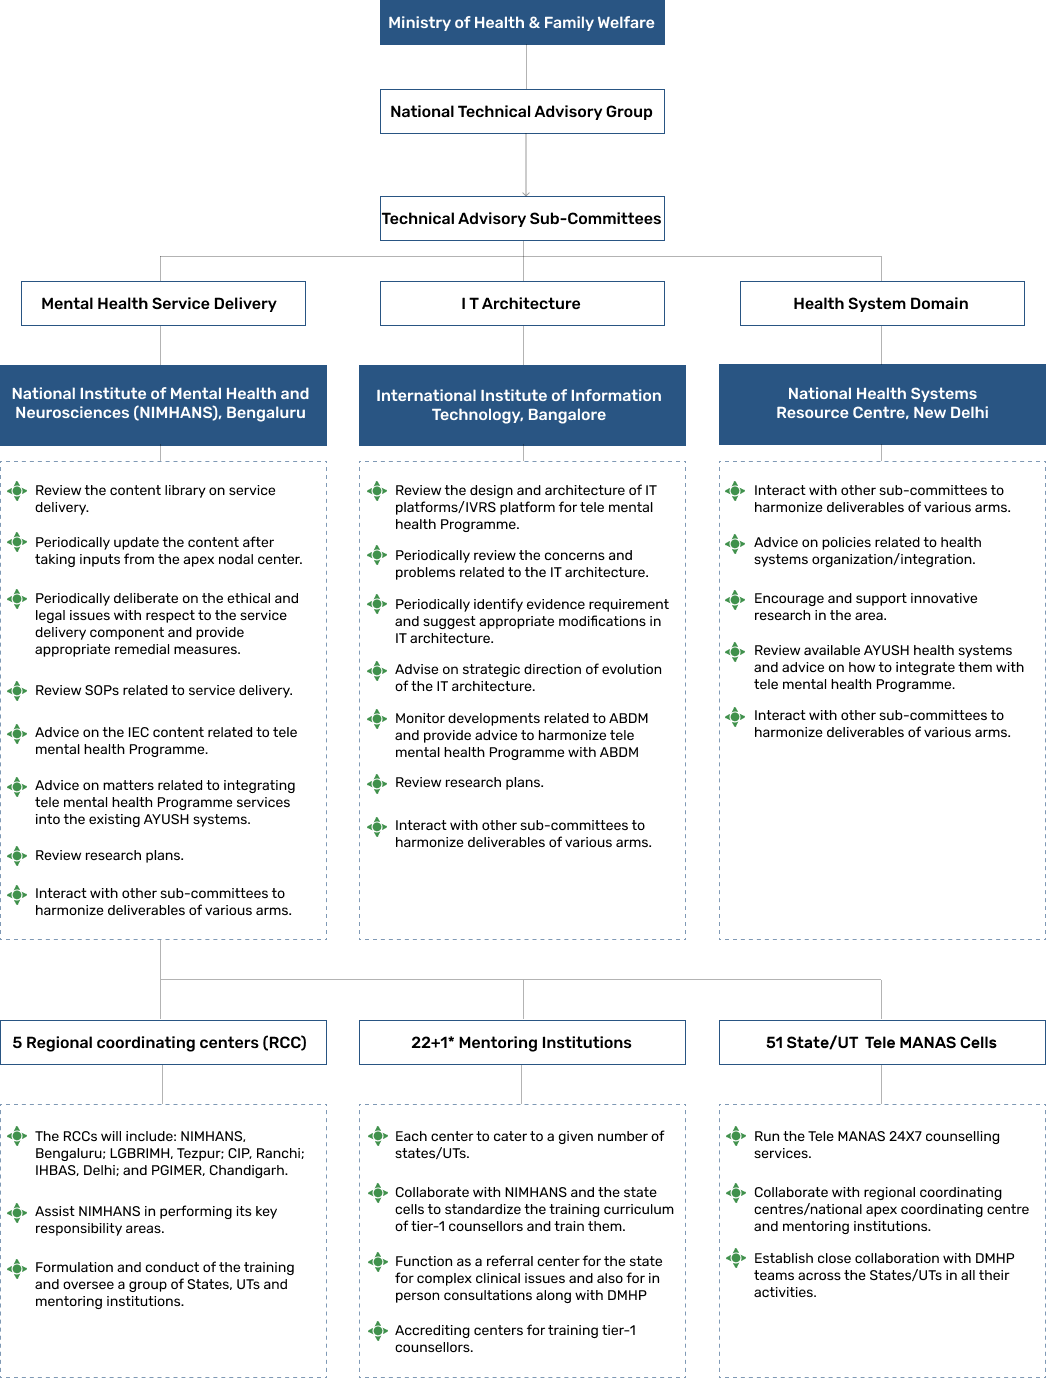 Ministry of Health & Family Welfare
National Technical Advisory Group
Technical Advisory Sub-Committees
Mental Health Service Delivery
I T Architecture
Health System Domain
National Institute of Mental Health and
Neurosciences (NIMHANS), Bengaluru
International Institute of Information
Technology, Bangalore
National Health Systems
Resource Centre, New Delhi
Review the content library on service
delivery.
Periodically update the content after
taking inputs from the apex nodal center.
Periodically deliberate on the ethical and
legal issues with respect to the service
delivery component and provide
appropriate remedial measures.
Review SOPs related to service delivery.
Advice on the IEC content related to tele
mental health Programme.
Advice on matters related to integrating
tele mental health Programme services
into the existing AYUSH systems.
Review research plans.
Interact with other sub-committees to
harmonize deliverables of various arms.
Review the design and architecture of IT
platforms/IVRS platform for tele mental
health Programme.
Periodically review the concerns and
problems related to the IT architecture.
Periodically identify evidence requirement
and suggest appropriate modifications in
IT architecture.
Advise on strategic direction of evolution
of the IT architecture.
Monitor developments related to ABDM
and provide advice to harmonize tele
mental health Programme with ABDM
Review research plans.
Interact with other sub-committees to
harmonize deliverables of various arms.
Interact with other sub-committees to
harmonize deliverables of various arms.
Advice on policies related to health
systems organization/integration.
Encourage and support innovative
research in the area.
Review available AYUSH health systems
and advice on how to integrate them with
tele mental health Programme.
Interact with other sub-committees to
harmonize deliverables of various arms.
5 Regional coordinating centers (RCC)
22+1* Mentoring Institutions
51 State/UT Tele MANAS Cells
The RCCs will include: NIMHANS,
Bengaluru; LGBRIMH, Tezpur; CIP, Ranchi;
IHBAS, Delhi; and PGIMER, Chandigarh.
Assist NIMHANS in performing its key
responsibility areas.
Formulation and conduct of the training
and oversee a group of States, UTs and
mentoring institutions.
Each center to cater to a given number of
states/UTs.
Collaborate with NIMHANS and the state
cells to standardize the training curriculum
of tier-1 counsellors and train them.
Function as a referral center for the state
for complex clinical issues and also for in
person consultations along with DMHP
Accrediting centers for training tier-1
counsellors.
Run the Tele MANAS 24X7 counselling
services.
Collaborate with regional coordinating
centres/national apex coordinating centre
and mentoring institutions.
Establish close collaboration with DMHP
teams across the States/UTs in all their
activities.